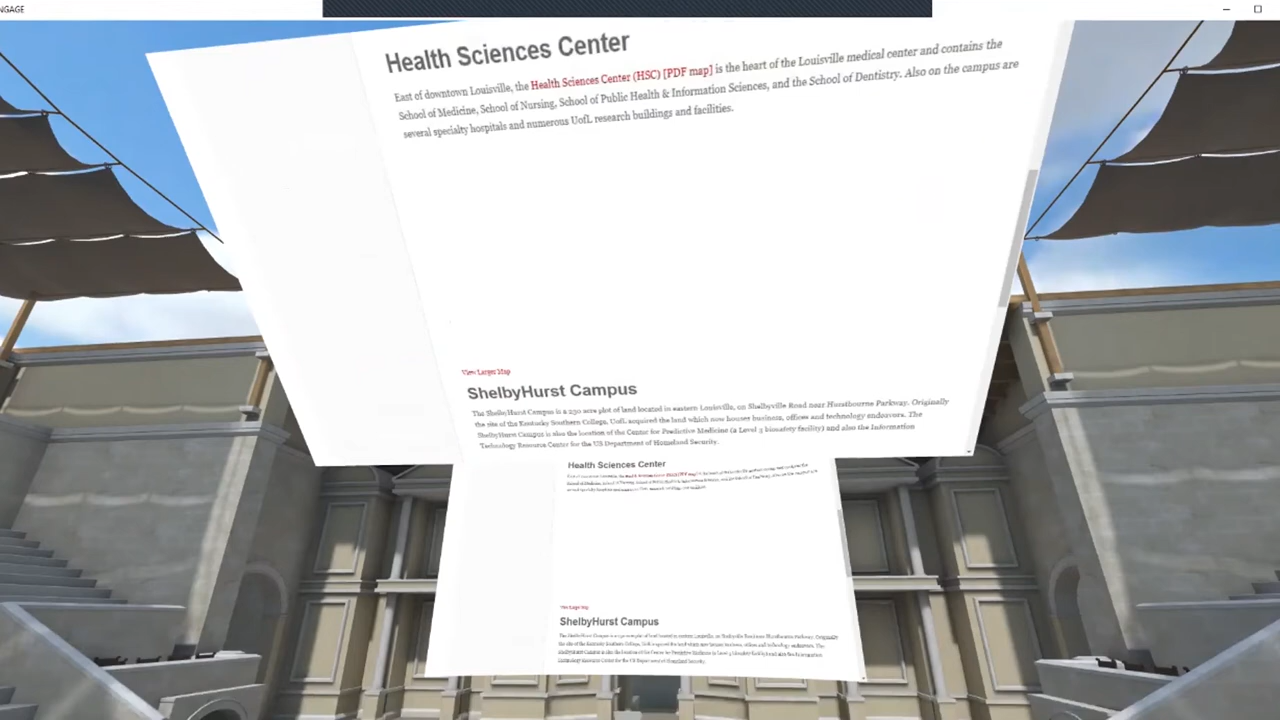 NGAGE
Health Sciences Center
East of downtown Louisville, the Health Sciences Center (HSC) [PDF map] is the heart of the Louisville medical center and contains the
School of Medicine, School of Nursing, School of Public Health & Information Sciences, and the School of Dentistry. Also on the campus are
several specialty hospitals and numerous UofL research buildings and facilities.
View Larger Map
ShelbyHurst Campus
The ShelbyHurst Campus is a 230 acre plot of land located in eastern Louisville, on Shelbyville Road near Hurstbourne Parkway. Originally
the site of the Kentucky Southern College, UofL acquired the land which now houses business, offices and technology endeavors. The
ShelbyHurst Campus is also the location of the Center for Predictive Medicine (a Level 3 biosafety facility) and also the Information
Technology Resource Center for the US Department of Homeland Security.
Health Sciences Center
View Larger Map
ShelbyHurst Campus